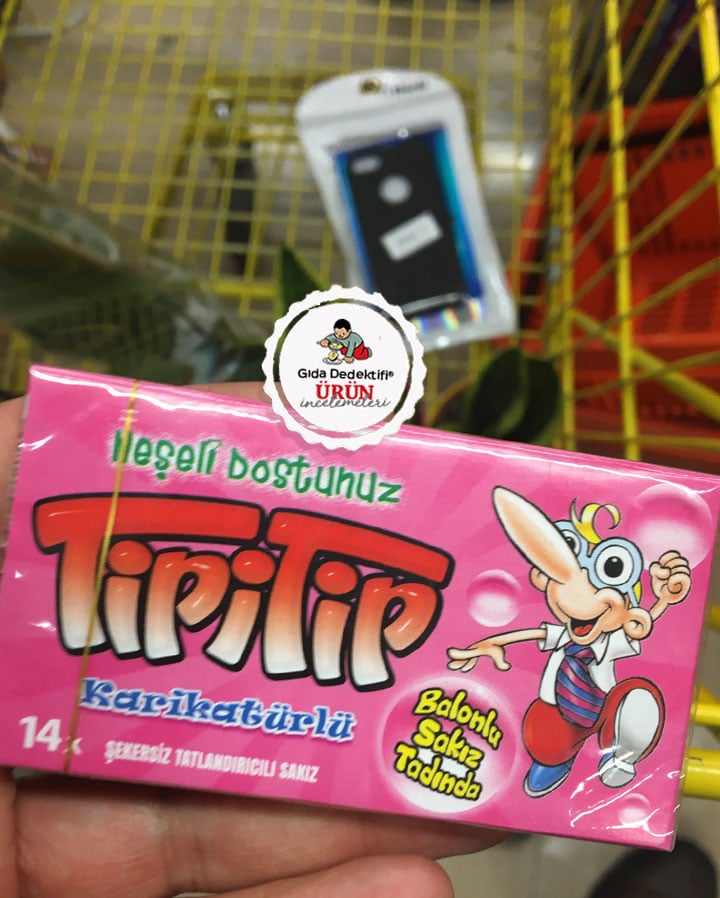 Gıda Dedektifi®
ÜRÜN
incelemeleri
Neşeli Dostunuz
TipiTip
Karikatürlü
14x
ŞEKERSİZ TATLANDIRICILI SAKIZ
Balonlu
Sakız
Tadında